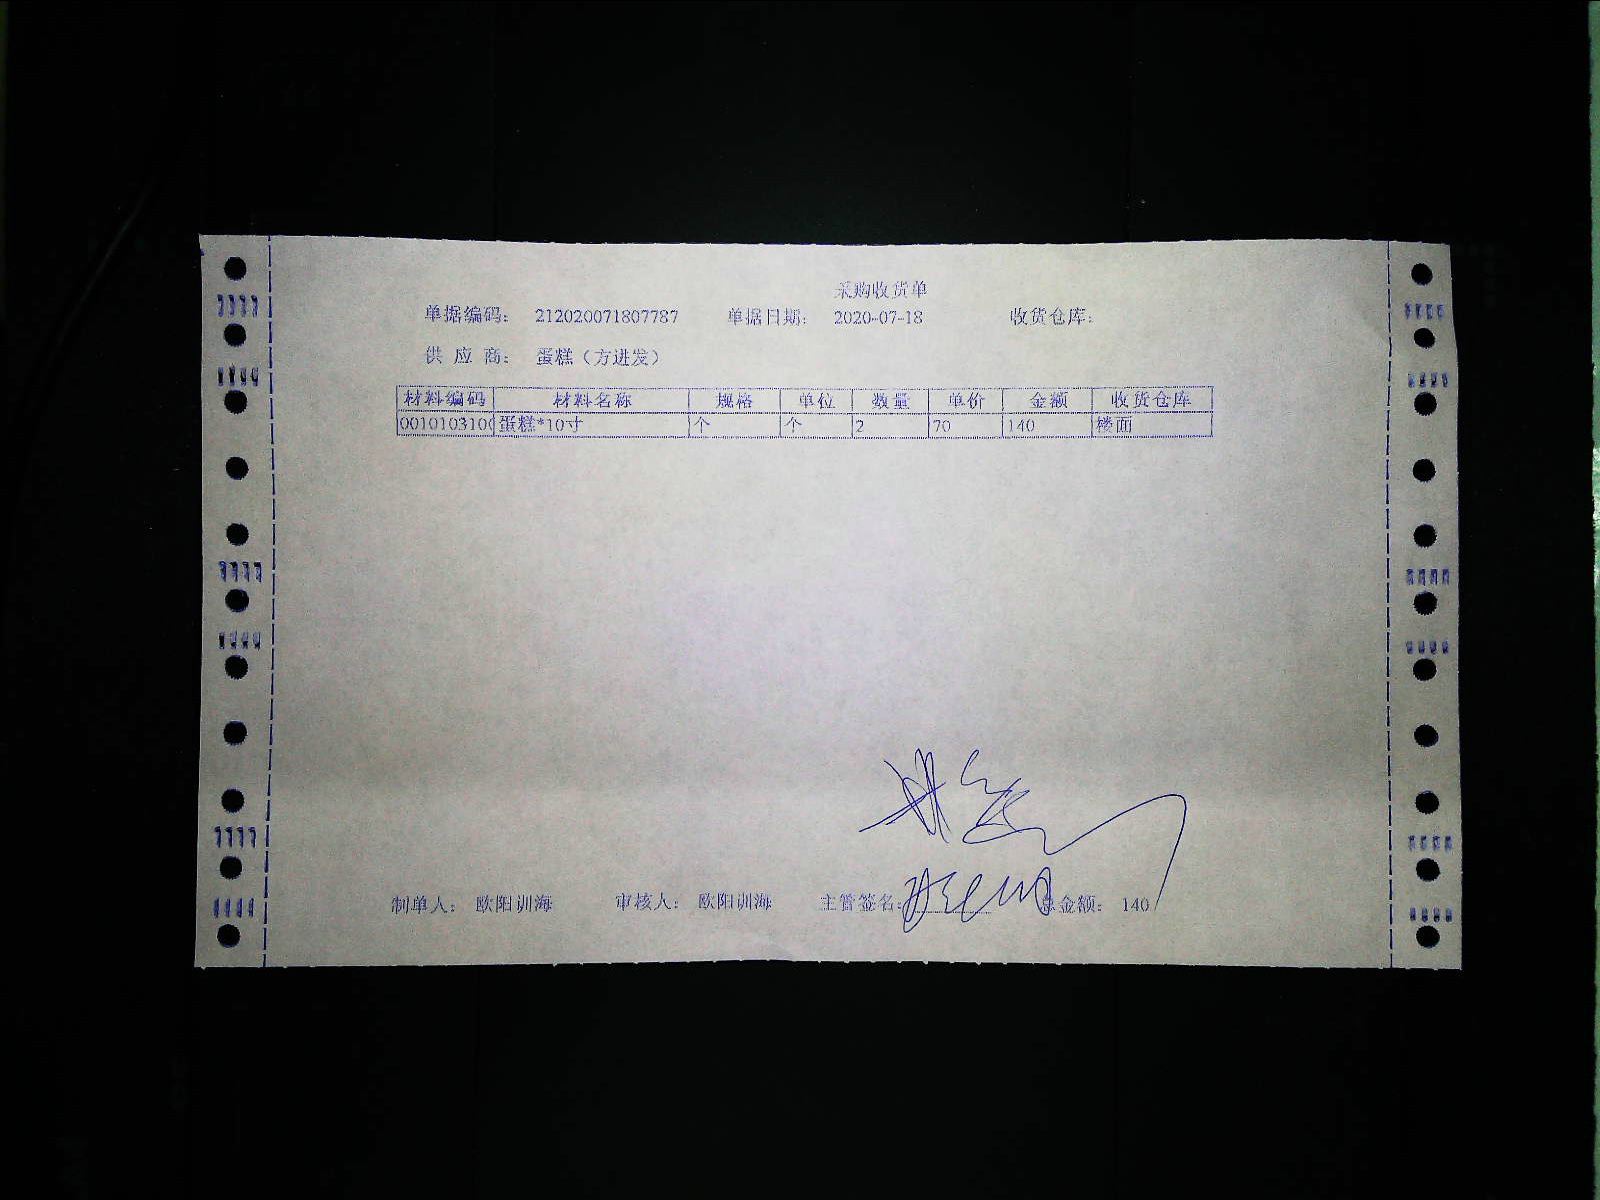 采购收货单
单据编码： 212020071807787 单据日期： 2020-07-18 收货仓库：
供 应 商： 蛋糕（方进发）
材料编码 材料名称 规格 单位 数量 单价 金额 收货仓库
0010103100 蛋糕*10寸 个 个 2 70 140 楼面
制单人： 欧阳训海 审核人： 欧阳训海 主管签名： 总金额： 140